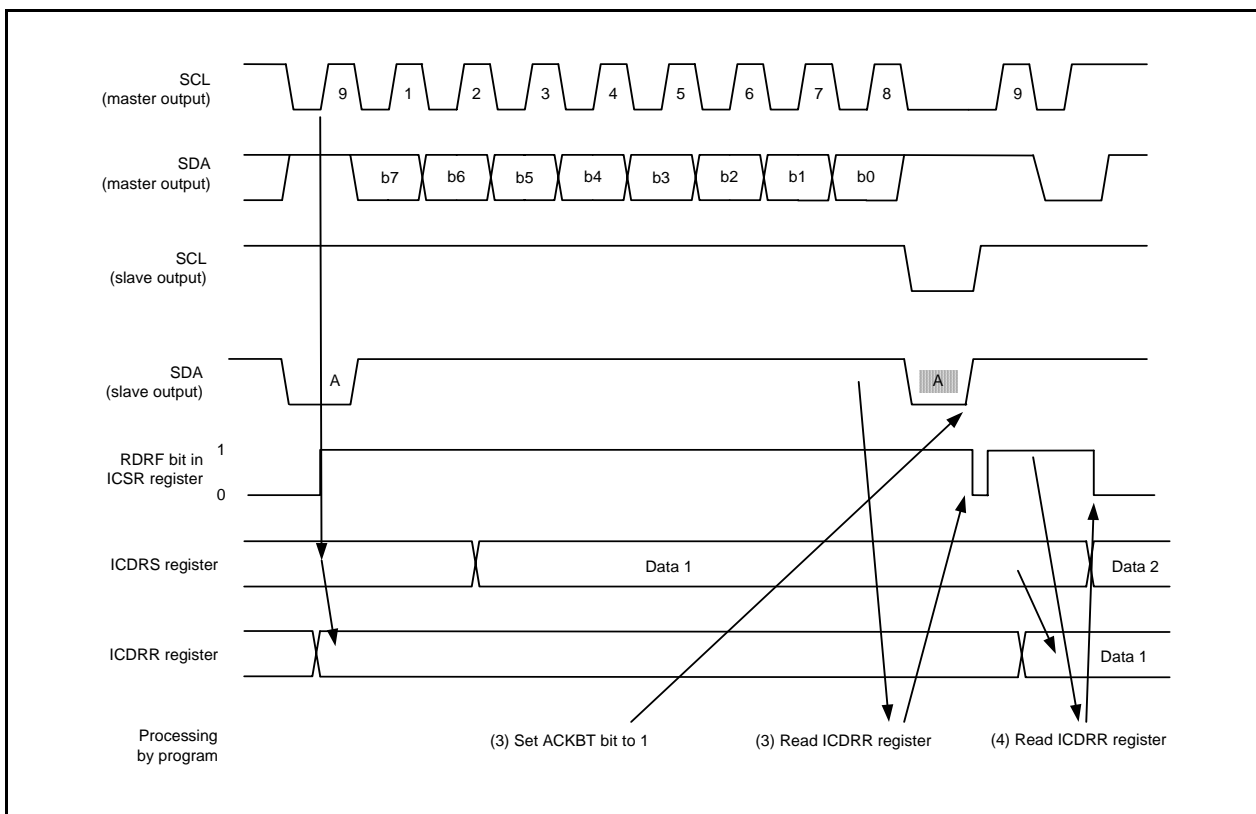 SCL
(master output)
9 1 2 3 4 5 6 7 8 9
SDA
(master output)
b7 b6 b5 b4 b3 b2 b1 b0
SCL
(slave output)
SDA
(slave output)
A A
RDRF bit in
ICSR register
1
0
ICDRS register
Data 1 Data 2
ICDRR register
Data 1
Processing
by program
(3) Set ACKBT bit to 1 (3) Read ICDRR register (4) Read ICDRR register